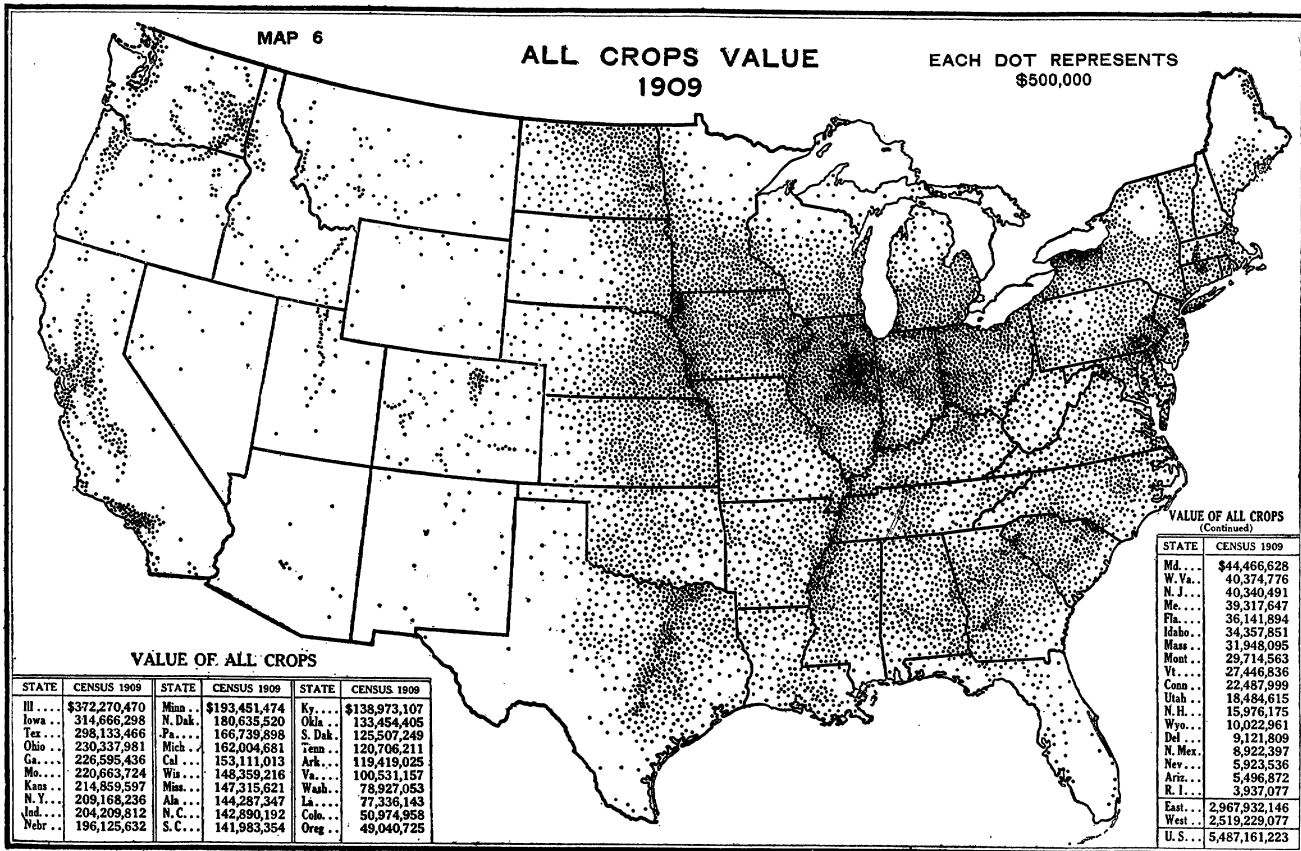 MAP 6
ALL CROPS VALUE
1909
EACH DOT REPRESENTS
$500,000
VALUE OF ALL CROPS
STATE CENSUS 1909 STATE CENSUS 1909 STATE CENSUS 1909
Ill.... $372,270,470 Minn.. $193,451,474 Ky.... $138,973,107
Iowa.. 314,666,298 N. Dak. 180,635,520 Okla.. 133,454,405
Tex... 298,133,466 Pa.... 166,739,898 S. Dak. 125,507,249
Ohio.. 230,337,981 Mich.. 162,004,681 Tenn.. 120,706,211
Ga.... 226,595,436 Cal... 153,111,013 Ark... 119,419,025
Mo.... 220,663,724 Wis... 148,359,216 Va.... 100,531,157
Kans.. 214,859,597 Miss... 147,315,621 Wash.. 78,927,053
N. Y... 209,168,236 Ala... 144,287,347 La.... 77,336,143
Ind... 204,209,812 N. C... 142,890,192 Colo... 50,974,958
Nebr.. 196,125,632 S. C... 141,983,354 Oreg.. 49,040,725
VALUE OF ALL CROPS
(Continued)
STATE CENSUS 1909
Md.... $44,466,628
W. Va.. 40,374,776
N. J... 40,340,491
Me.... 39,317,647
Fla.... 36,141,894
Idaho.. 34,357,851
Mass.. 31,948,095
Mont.. 29,714,563
Vt.... 27,446,836
Conn.. 22,487,999
Utah.. 18,484,615
N. H... 15,976,175
Wyo... 10,022,961
Del... 9,121,809
N. Mex. 8,922,397
Nev... 5,923,536
Ariz... 5,496,872
R. I... 3,937,077
East... 2,967,932,146
West.. 2,519,229,077
U. S... 5,487,161,223